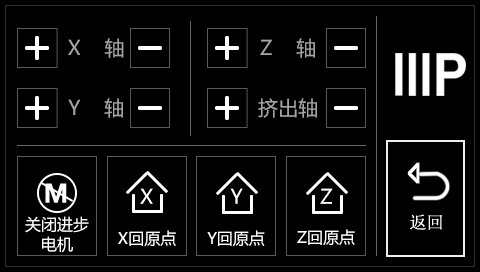 + X 轴 − + Z 轴 −
IIIP
+ Y 轴 − + 挤出轴 −
M
关闭进步
电机
X
X回原点
Y
Y回原点
Z
Z回原点
返回